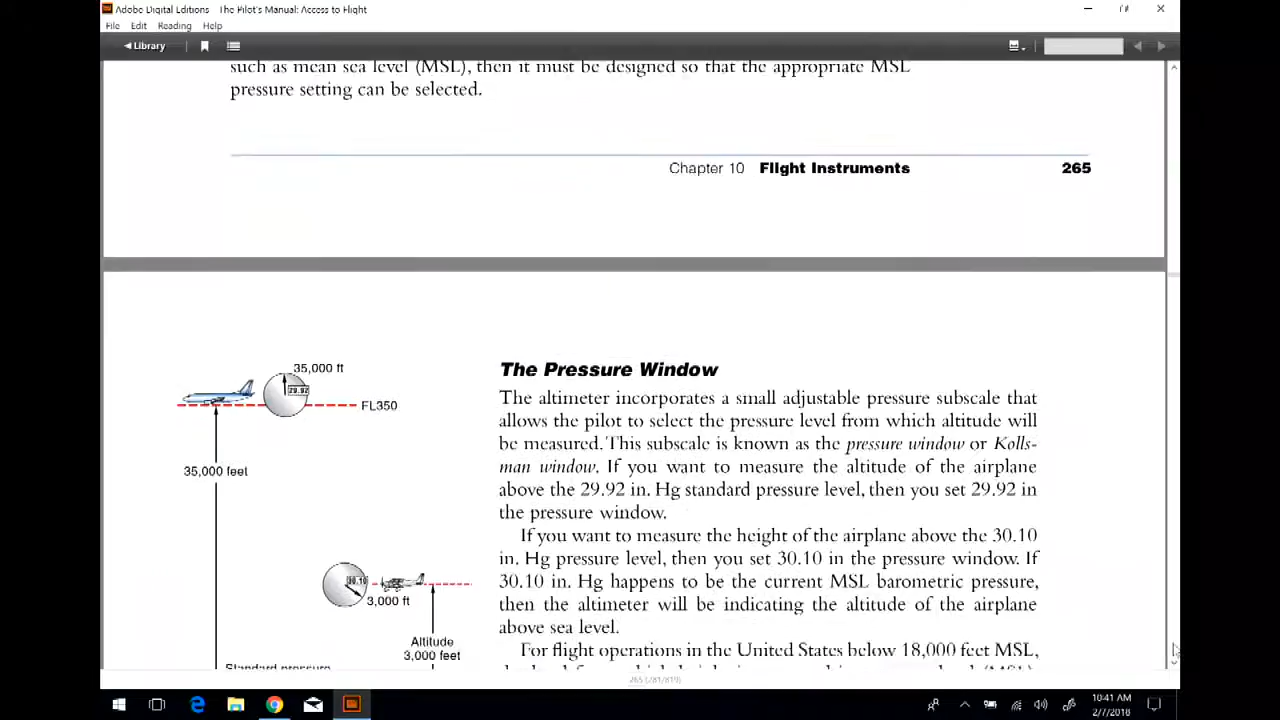 Adobe Digital Editions - The Pilot's Manual: Access to Flight
File Edit Reading Help
Library
such as mean sea level (MSL), then it must be designed so that the appropriate MSL
pressure setting can be selected.
Chapter 10 Flight Instruments 265
35,000 ft
29.92
FL350
35,000 feet
30.10
3,000 ft
Altitude
3,000 feet
Standard pressure
The Pressure Window
The altimeter incorporates a small adjustable pressure subscale that
allows the pilot to select the pressure level from which altitude will
be measured. This subscale is known as the pressure window or Kolls-
man window. If you want to measure the altitude of the airplane
above the 29.92 in. Hg standard pressure level, then you set 29.92 in
the pressure window.
If you want to measure the height of the airplane above the 30.10
in. Hg pressure level, then you set 30.10 in the pressure window. If
30.10 in. Hg happens to be the current MSL barometric pressure,
then the altimeter will be indicating the altitude of the airplane
above sea level.
For flight operations in the United States below 18,000 feet MSL,
265 (281/819)
10:41 AM
2/7/2018